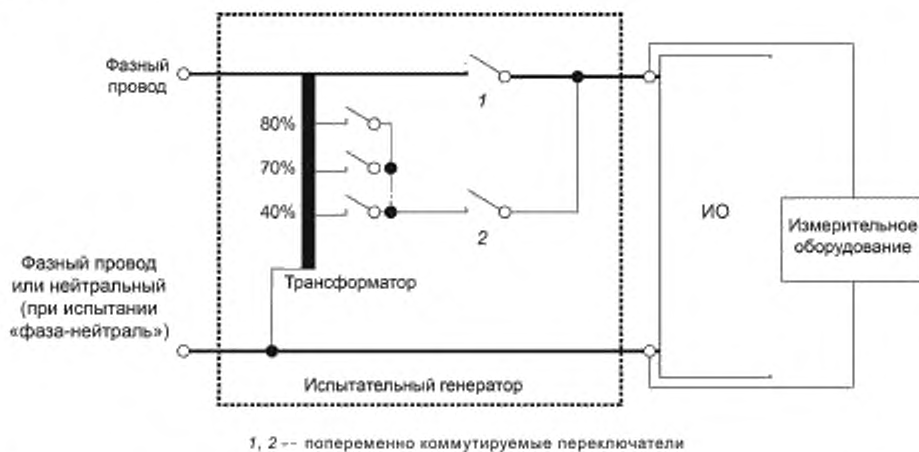 Фазный
провод
80%
70%
40%
1
2
Трансформатор
Фазный провод
или нейтральный
(при испытании
«фаза-нейтраль»)
Испытательный генератор
ИО
Измерительное
оборудование
1, 2 -- попеременно коммутируемые переключатели